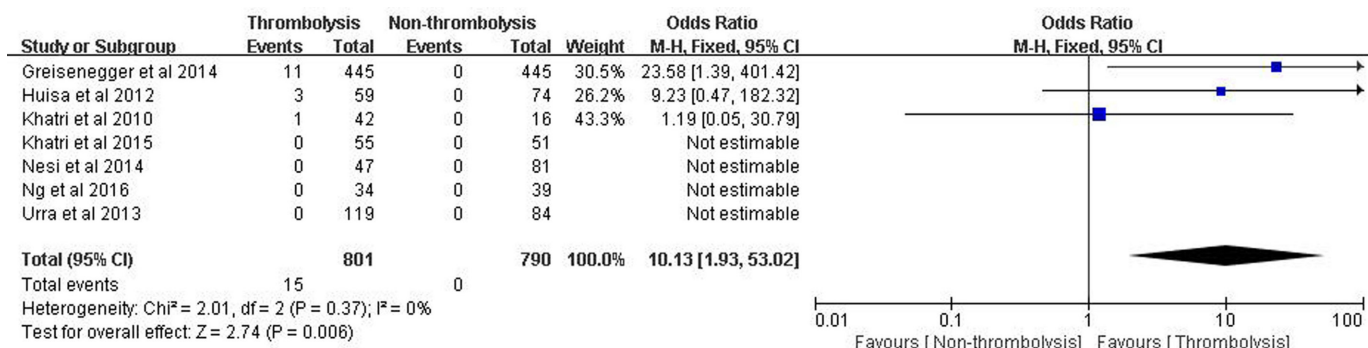 Thrombolysis Non-thrombolysis Odds Ratio Odds Ratio
Study or Subgroup Events Total Events Total Weight M-H, Fixed, 95% CI M-H, Fixed, 95% CI
Greisenegger et al 2014 11 445 0 445 30.5% 23.58 [1.39, 401.42]
Huisa et al 2012 3 59 0 74 26.2% 9.23 [0.47, 182.32]
Khatri et al 2010 1 42 0 16 43.3% 1.19 [0.05, 30.79]
Khatri et al 2015 0 55 0 51 Not estimable
Nesi et al 2014 0 47 0 81 Not estimable
Ng et al 2016 0 34 0 39 Not estimable
Urra et al 2013 0 119 0 84 Not estimable
Total (95% CI) 801 790 100.0% 10.13 [1.93, 53.02]
Total events 15 0
Heterogeneity: Chi² = 2.01, df = 2 (P = 0.37); I² = 0%
Test for overall effect: Z = 2.74 (P = 0.006)
0.01 0.1 1 10 100
Favours [Non-thrombolysis] Favours [Thrombolysis]